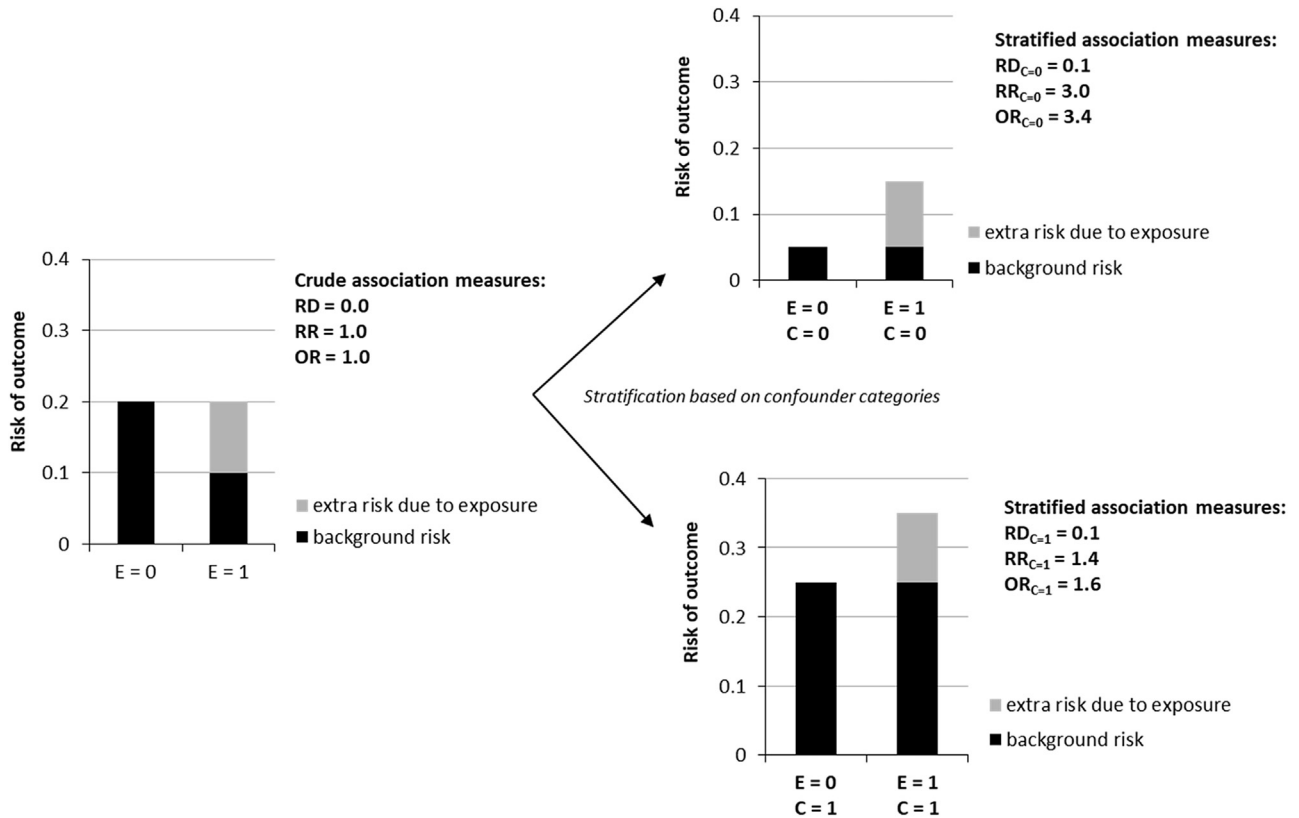 0.4
0.3
0.2
0.1
0
Risk of outcome
E = 0
E = 1
Crude association measures:
RD = 0.0
RR = 1.0
OR = 1.0
extra risk due to exposure
background risk
Stratification based on confounder categories
0.4
0.3
0.2
0.1
0
Risk of outcome
E = 0 E = 1
C = 0 C = 0
Stratified association measures:
RD_C=0 = 0.1
RR_C=0 = 3.0
OR_C=0 = 3.4
extra risk due to exposure
background risk
0.4
0.3
0.2
0.1
0
Risk of outcome
E = 0 E = 1
C = 1 C = 1
Stratified association measures:
RD_C=1 = 0.1
RR_C=1 = 1.4
OR_C=1 = 1.6
extra risk due to exposure
background risk